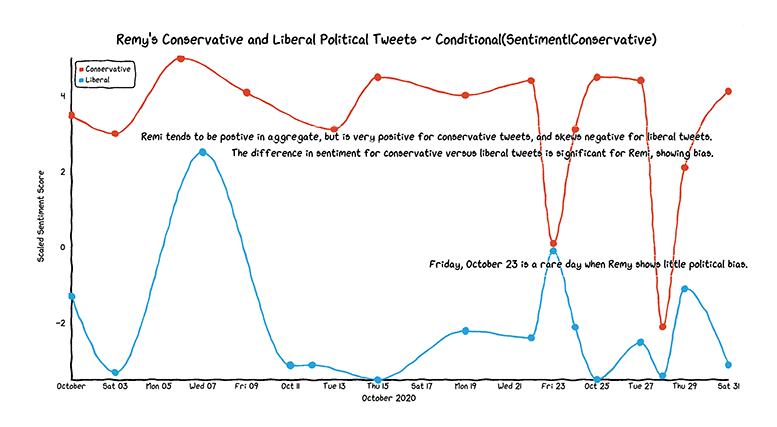 Remy's Conservative and Liberal Political Tweets ~ Conditional(Sentiment|Conservative)
Conservative
Liberal
4
2
0
-2
Scaled Sentiment Score
Remi tends to be postive in aggregate, but is very positive for conservative tweets, and skews negative for liberal tweets.
The difference in sentiment for conservative versus liberal tweets is significant for Remi, showing bias.
Friday, October 23 is a rare day when Remy shows little political bias.
October Sat 03 Mon 05 Wed 07 Fri 09 Oct 11 Tue 13 Thu 15 Sat 17 Mon 19 Wed 21 Fri 23 Oct 25 Tue 27 Thu 29 Sat 31
October 2020